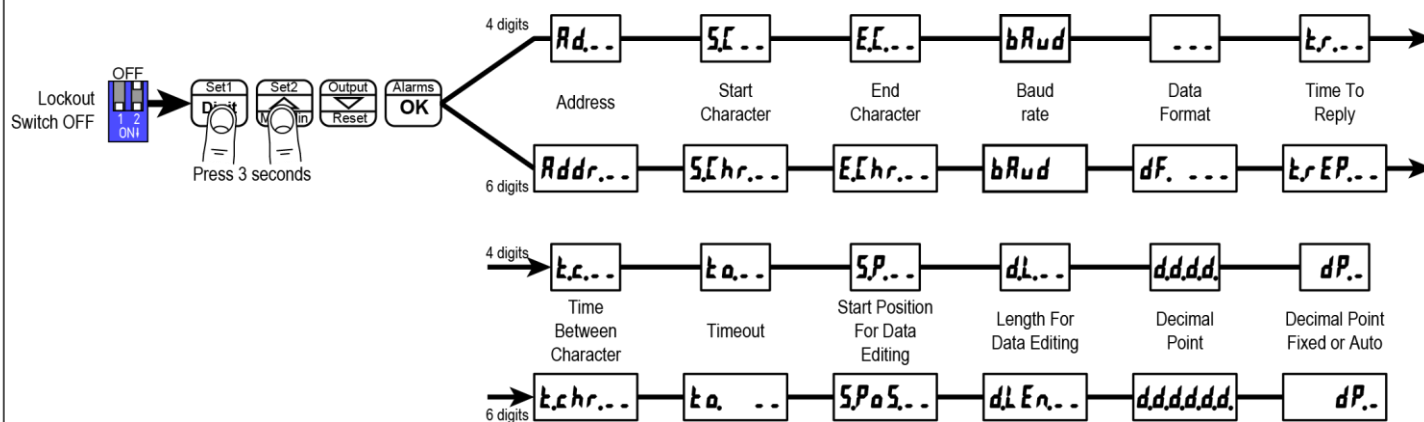 4 digits
Ad.--
S.C--
E.C.--
bAud
---
t.r.--
OFF
Lockout
Switch OFF
1 2
ON
Set1
Set2
Output
Reset
Alarms
OK
Press 3 seconds
Address
Start
Character
End
Character
Baud
rate
Data
Format
Time To
Reply
6 digits
Addr.--
S.Chr.--
E.Chr.--
bAud
dF. ---
t.rEP.--
4 digits
t.c.--
to.--
S.P.--
d.L.--
d.d.d.d.
dP.-
Time
Between
Character
Timeout
Start Position
For Data
Editing
Length For
Data Editing
Decimal
Point
Decimal Point
Fixed or Auto
6 digits
t.chr.--
to. --
S.PoS.--
d.LEn.--
d.d.d.d.d.d.
dP.-